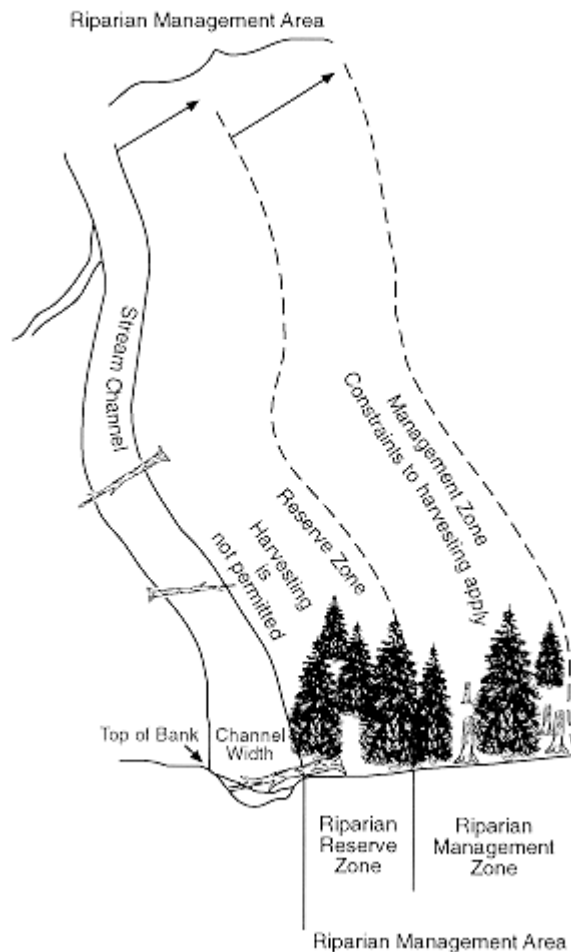 Riparian Management Area
Stream Channel
Management Zone
Constraints to harvesting apply
Reserve Zone
Harvesting
is
not permitted
Top of Bank
Channel
Width
Riparian
Reserve
Zone
Riparian
Management
Zone
Riparian Management Area